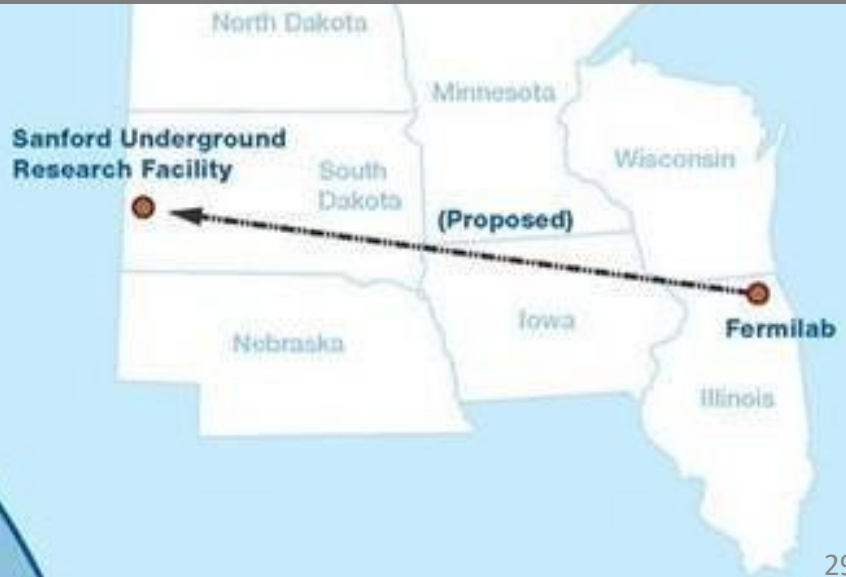 North Dakota
Minnesota
Sanford Underground
Research Facility
Wisconsin
South
Dakota
(Proposed)
Fermilab
Iowa
Nebraska
Illinois
29